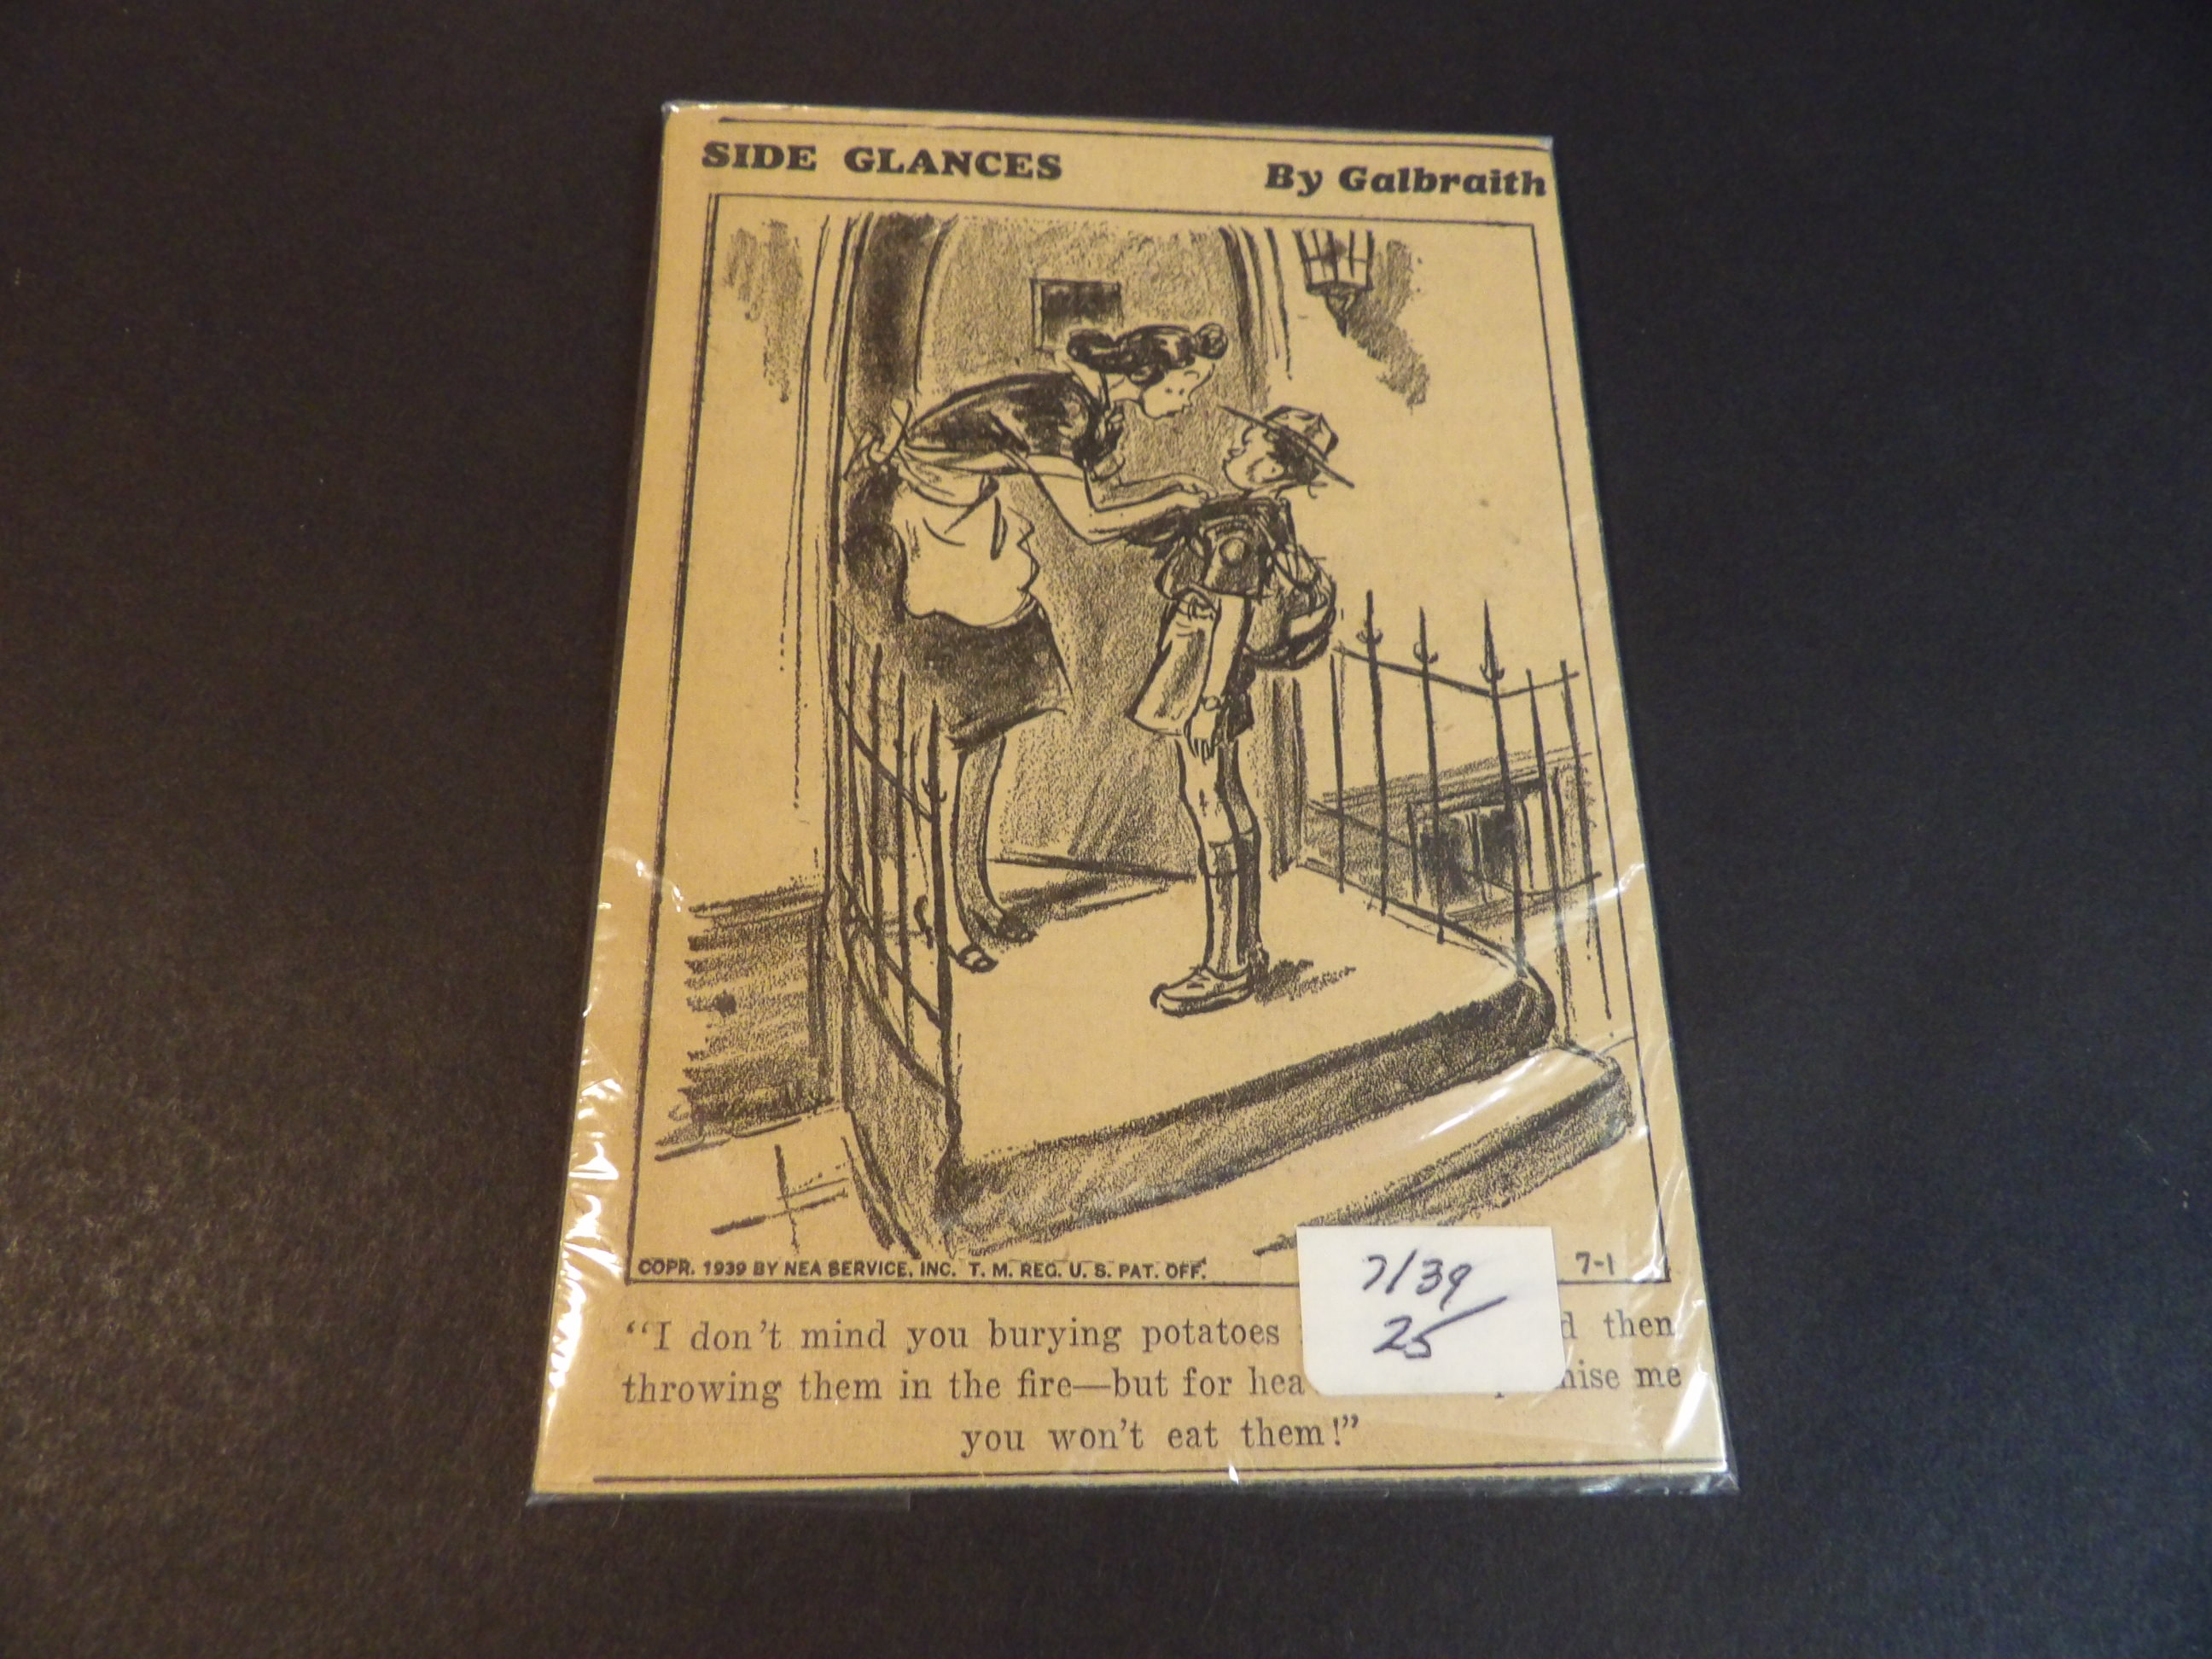 SIDE GLANCES By Galbraith
COPR. 1939 BY NEA SERVICE, INC. T. M. REG. U. S. PAT. OFF. 7-1
7/39
25
"I don't mind you burying potatoes then
throwing them in the fire—but for me
you won't eat them!"